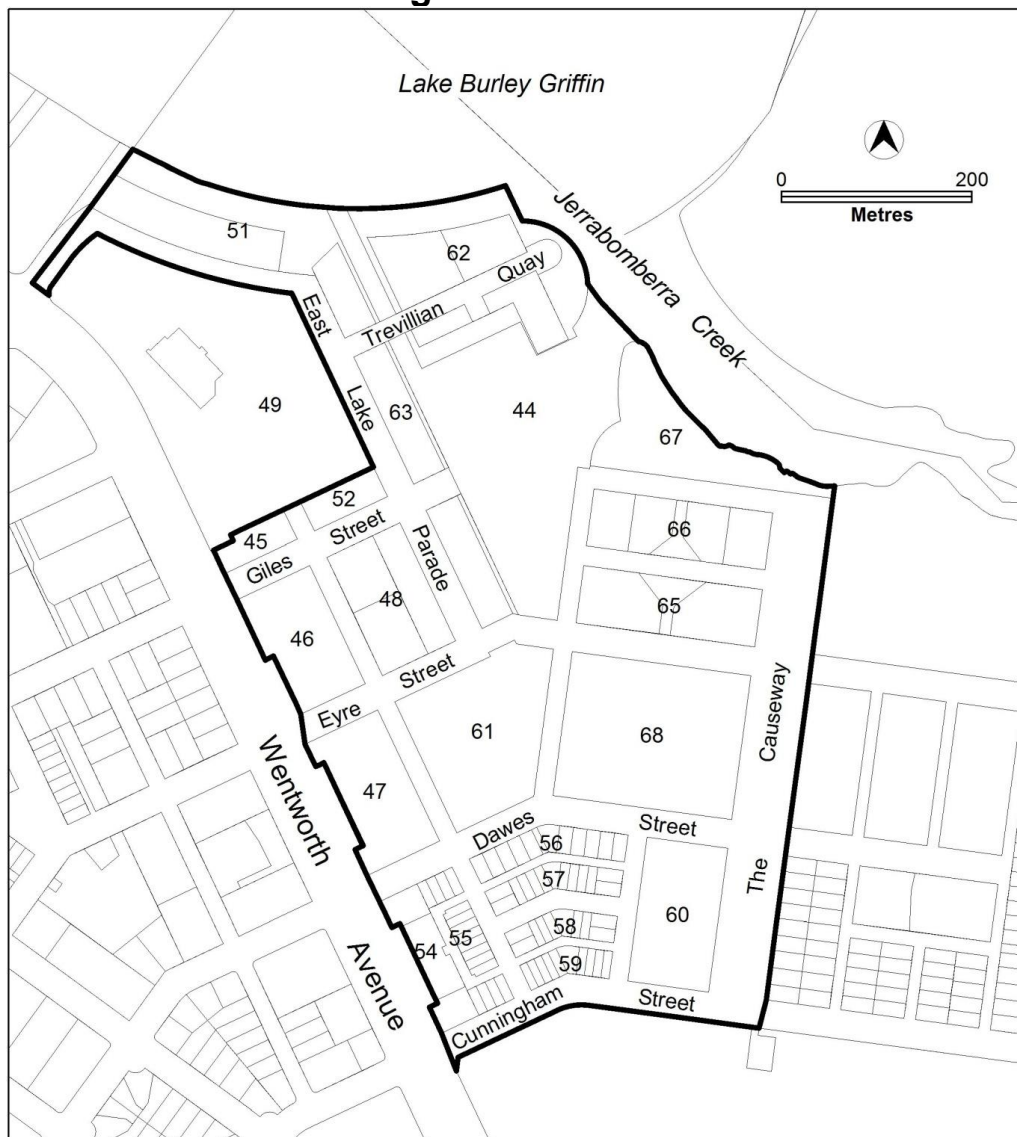 g
Lake Burley Griffin
0 200
Metres
Jerrabomberra Creek
51
62
Quay
Trevillian
East Lake Parade
49
63
44
67
52
45
Giles Street
66
48
65
46
Eyre Street
61
68
The Causeway
47
Wentworth Avenue
Dawes Street
56
57
55
58
60
54
59
Cunningham Street